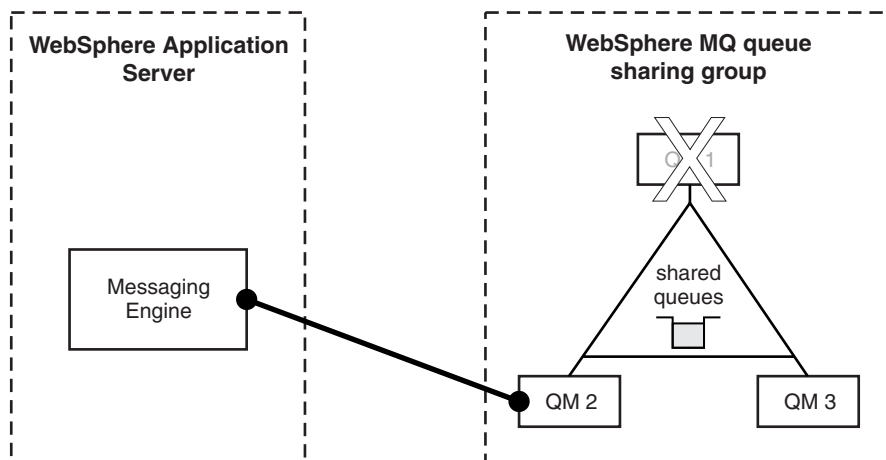 WebSphere Application
Server
WebSphere MQ queue
sharing group
Messaging
Engine
shared
queues
QM 2
QM 3